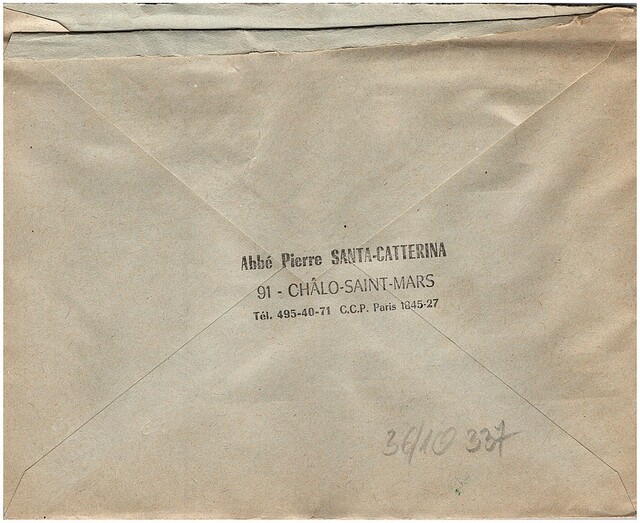 Abbé Pierre SANTA-CATTERINA
91 - CHÂLO-SAINT-MARS
Tél. 495-40-71 C.C.P. Paris 1845-27
36/10 337